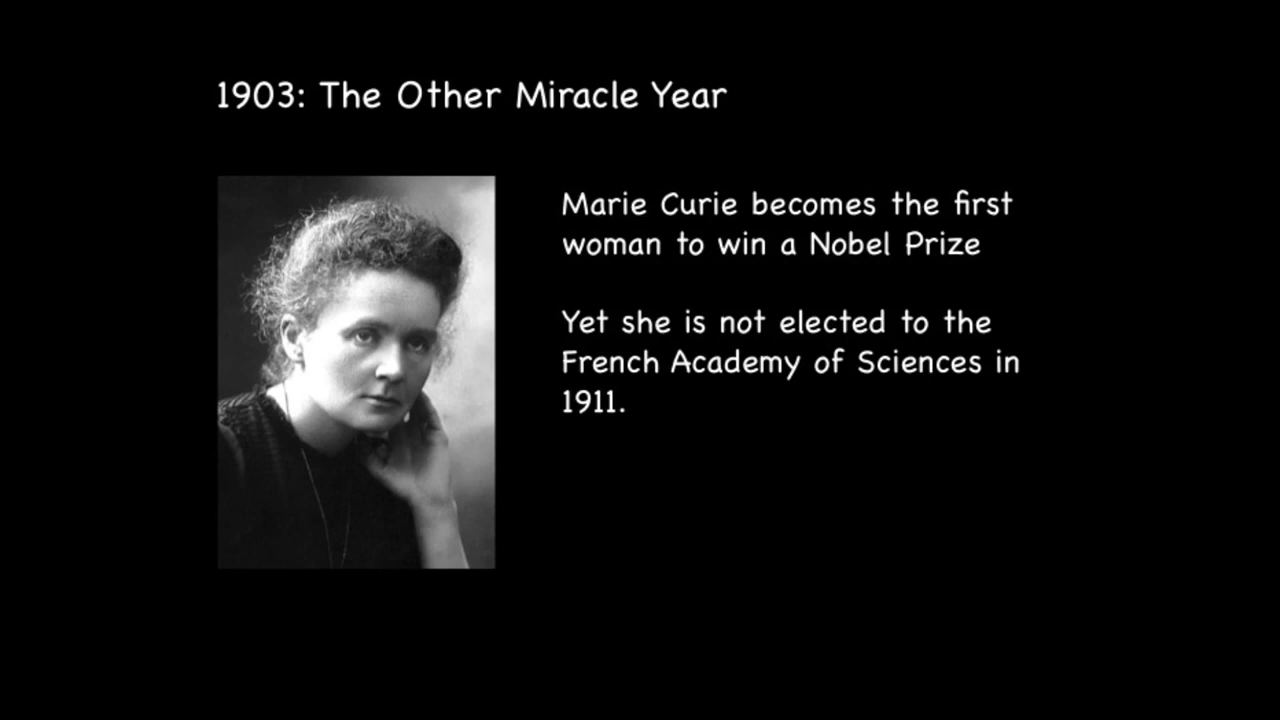 1903: The Other Miracle Year
Marie Curie becomes the first
woman to win a Nobel Prize
Yet she is not elected to the
French Academy of Sciences in
1911.